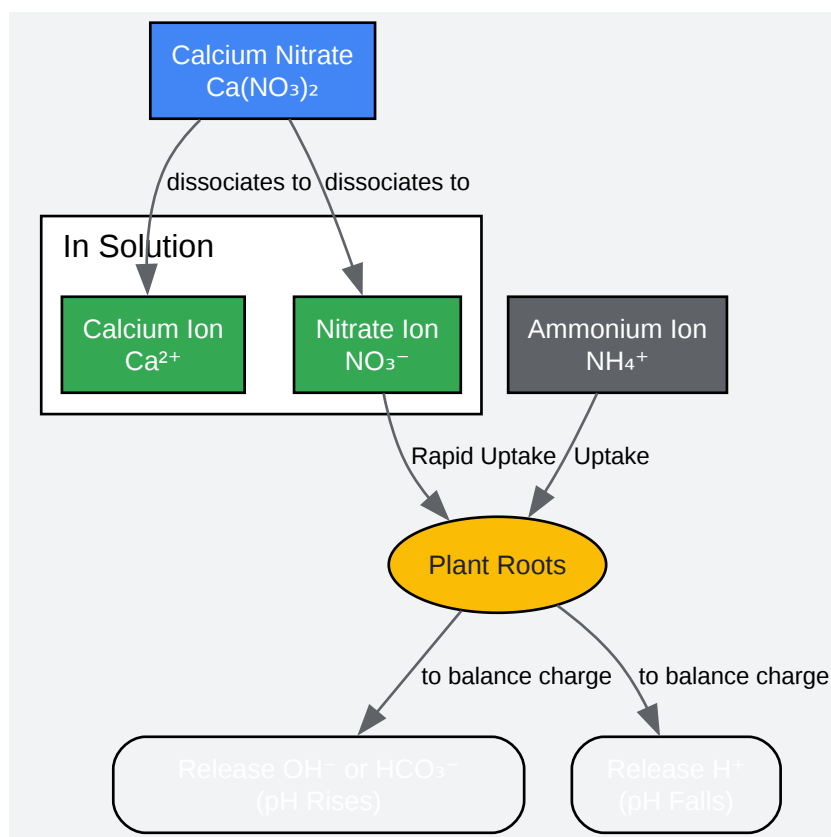 Calcium Nitrate
Ca(NO₃)₂
dissociates to
dissociates to
In Solution
Calcium Ion
Ca²⁺
Nitrate Ion
NO₃⁻
Ammonium Ion
NH₄⁺
Rapid Uptake
Uptake
Plant Roots
to balance charge
to balance charge
Release OH⁻ or HCO₃⁻
(pH Rises)
Release H⁺
(pH Falls)